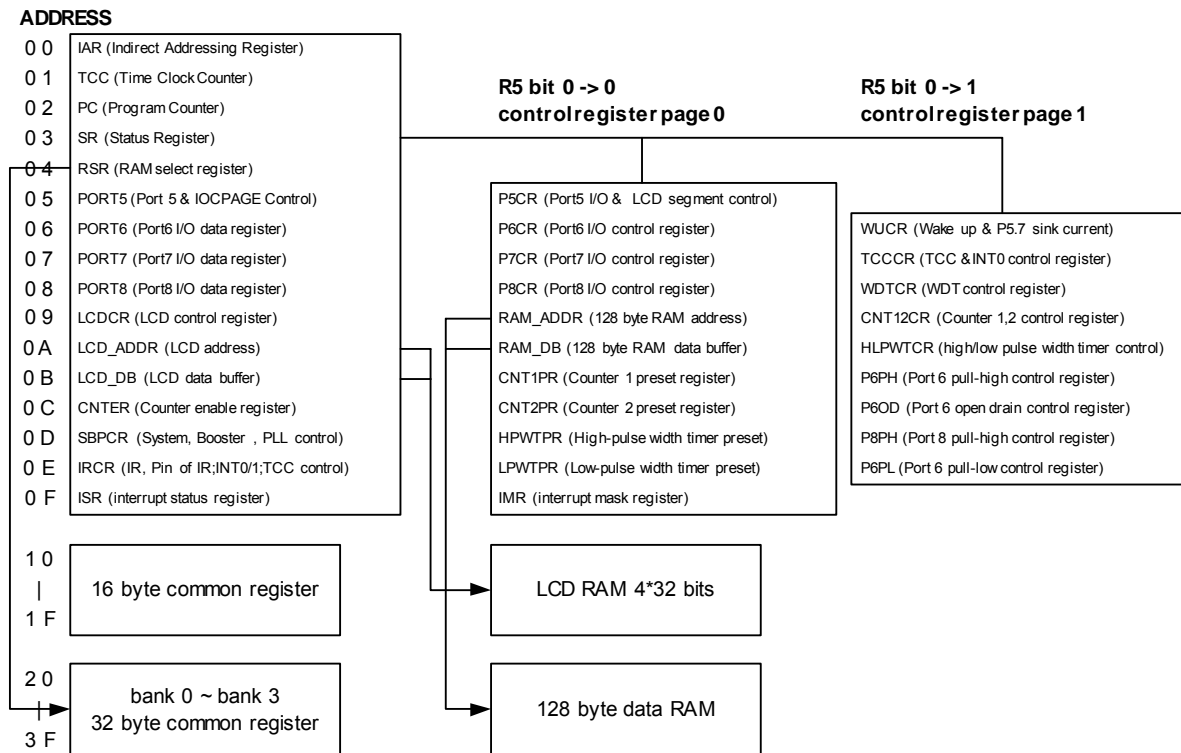 ADDRESS
0 0 IAR (Indirect Addressing Register)
0 1 TCC (Time Clock Counter)
0 2 PC (Program Counter)
0 3 SR (Status Register)
0 4 RSR (RAM select register)
0 5 PORT5 (Port 5 & IOCPAGE Control)
0 6 PORT6 (Port6 I/O data register)
0 7 PORT7 (Port7 I/O data register)
0 8 PORT8 (Port8 I/O data register)
0 9 LCDCR (LCD control register)
0 A LCD_ADDR (LCD address)
0 B LCD_DB (LCD data buffer)
0 C CNTER (Counter enable register)
0 D SBPCR (System, Booster , PLL control)
0 E IRCR (IR, Pin of IR;INT0/1;TCC control)
0 F ISR (interrupt status register)
R5 bit 0 -> 0
control register page 0
P5CR (Port5 I/O & LCD segment control)
P6CR (Port6 I/O control register)
P7CR (Port7 I/O control register)
P8CR (Port8 I/O control register)
RAM_ADDR (128 byte RAM address)
RAM_DB (128 byte RAM data buffer)
CNT1PR (Counter 1 preset register)
CNT2PR (Counter 2 preset register)
HPWTPR (High-pulse width timer preset)
LPWTPR (Low-pulse width timer preset)
IMR (interrupt mask register)
R5 bit 0 -> 1
control register page 1
WUCR (Wake up & P5.7 sink current)
TCCCR (TCC & INT0 control register)
WDTCR (WDT control register)
CNT12CR (Counter 1,2 control register)
HLPWTCR (high/low pulse width timer control)
P6PH (Port 6 pull-high control register)
P6OD (Port 6 open drain control register)
P8PH (Port 8 pull-high control register)
P6PL (Port 6 pull-low control register)
1 0
|
1 F
16 byte common register
LCD RAM 4*32 bits
2 0
|
3 F
bank 0 ~ bank 3
32 byte common register
128 byte data RAM